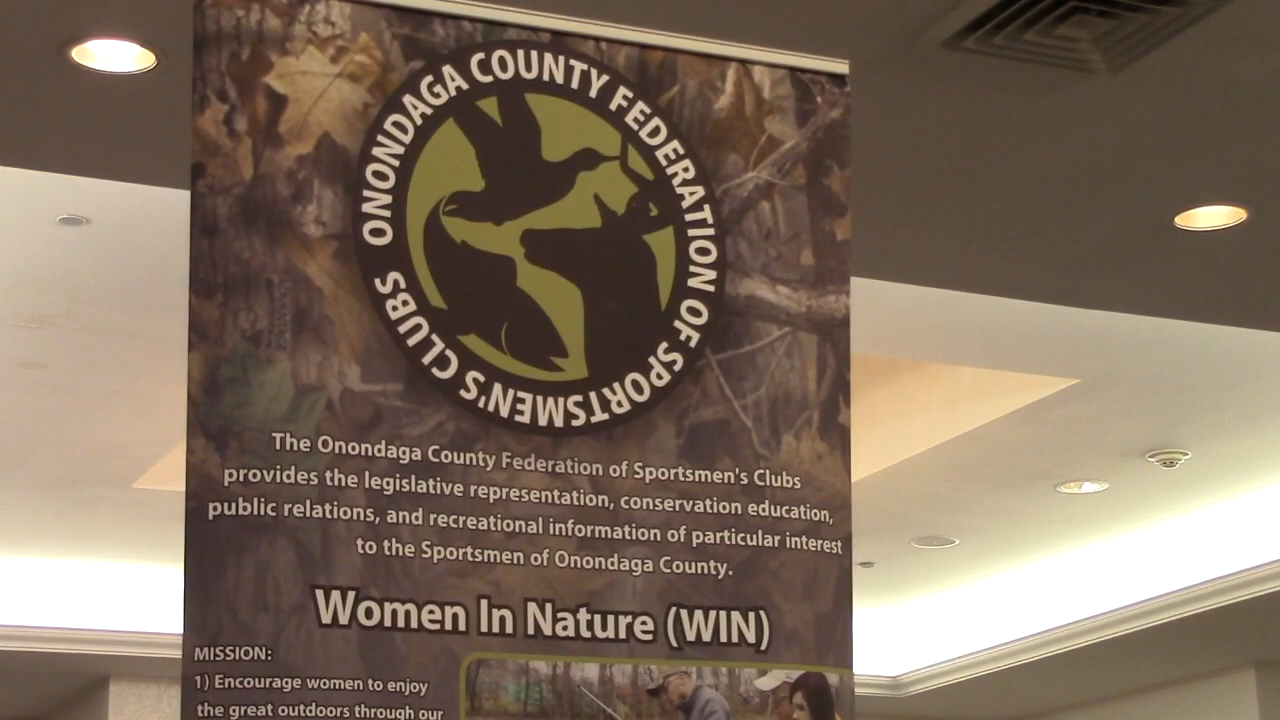 ONONDAGA COUNTY FEDERATION OF SPORTSMEN'S CLUBS
The Onondaga County Federation of Sportsmen's Clubs
provides the legislative representation, conservation education,
public relations, and recreational information of particular interest
to the Sportsmen of Onondaga County.
Women In Nature (WIN)
MISSION:
1) Encourage women to enjoy
the great outdoors through our